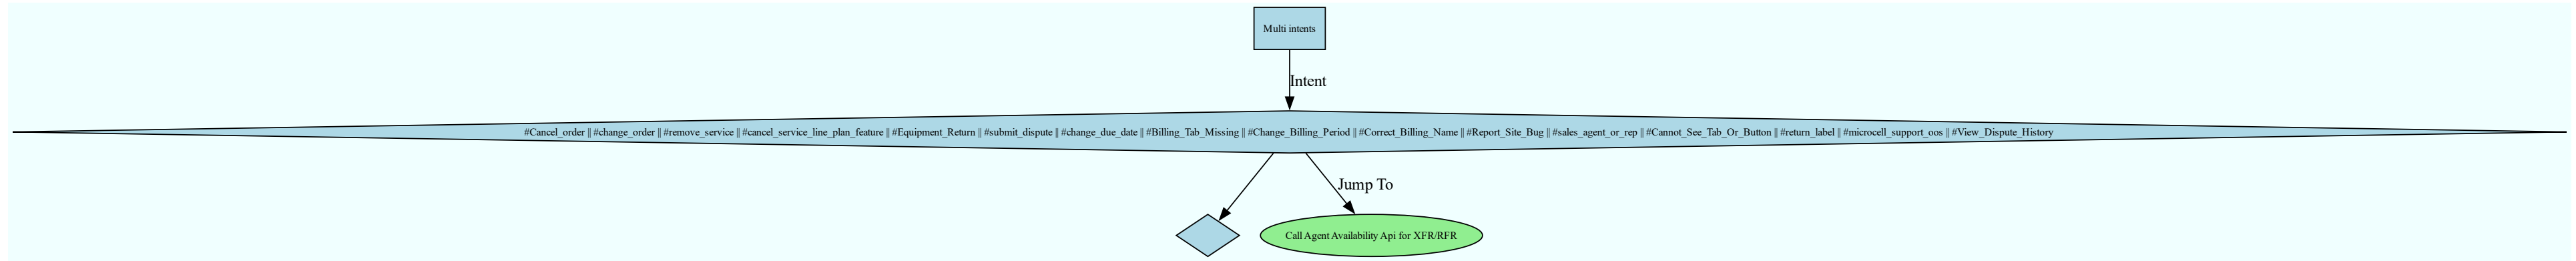 Multi intents
Intent
#Cancel_order || #change_order || #remove_service || #cancel_service_line_plan_feature || #Equipment_Return || #submit_dispute || #change_due_date || #Billing_Tab_Missing || #Change_Billing_Period || #Correct_Billing_Name || #Report_Site_Bug || #sales_agent_or_rep || #Cannot_See_Tab_Or_Button || #return_label || #microcell_support_oos || #View_Dispute_History
Jump To
Call Agent Availability Api for XFR/RFR